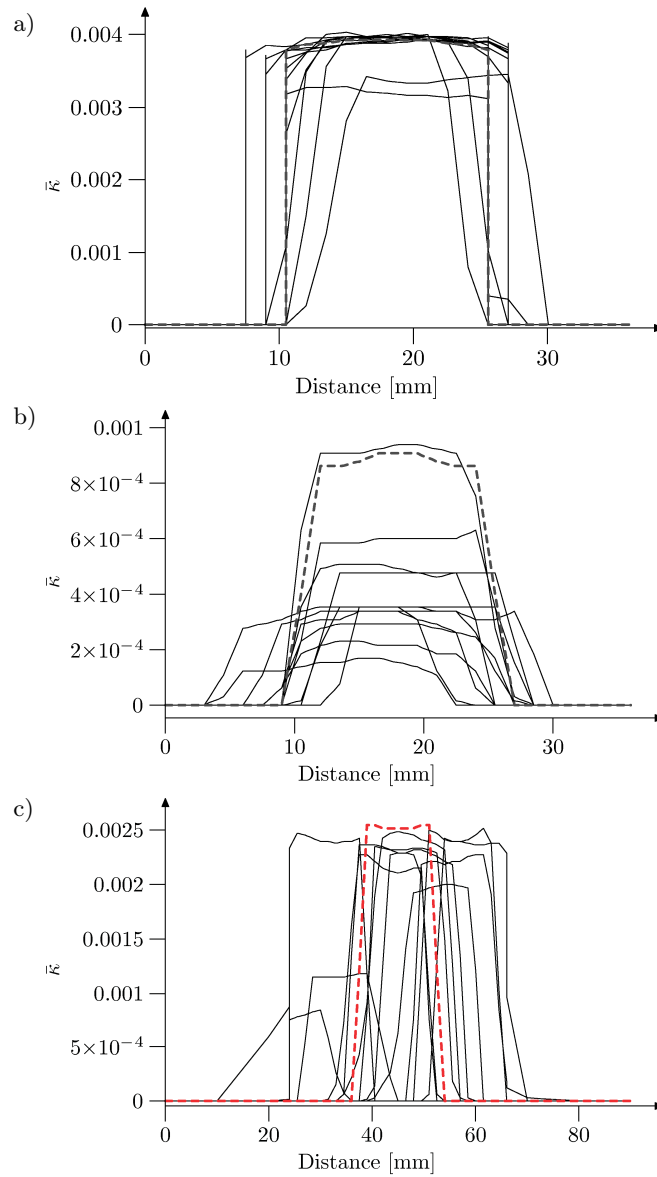 a)
0.004
0.003
0.002
0.001
0
κ̄
0 10 20 30
Distance [mm]
b)
0.001
8×10⁻⁴
6×10⁻⁴
4×10⁻⁴
2×10⁻⁴
0
κ̄
0 10 20 30
Distance [mm]
c)
0.0025
0.002
0.0015
0.001
5×10⁻⁴
0
κ̄
0 20 40 60 80
Distance [mm]